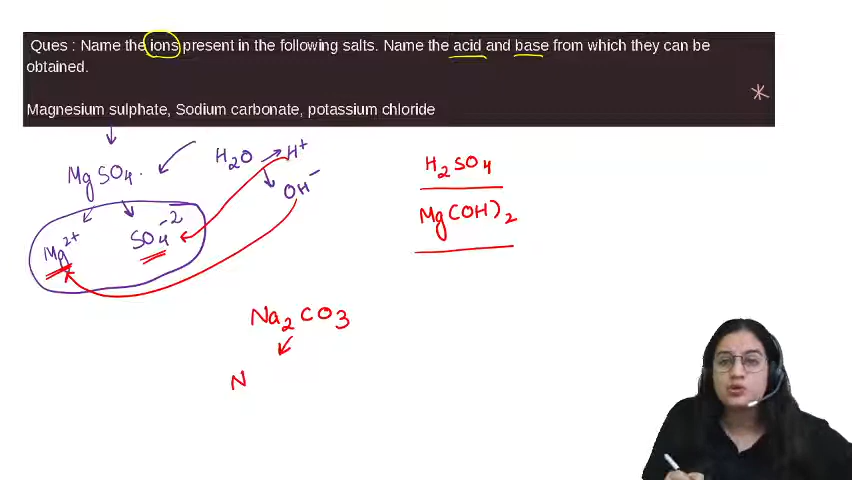 Ques : Name the ions present in the following salts. Name the acid and base from which they can be
obtained.
Magnesium sulphate, Sodium carbonate, potassium chloride
MgSO4.
H2O → H+
OH-
Mg2+ SO4-2
H2SO4
Mg(OH)2
Na2CO3
N